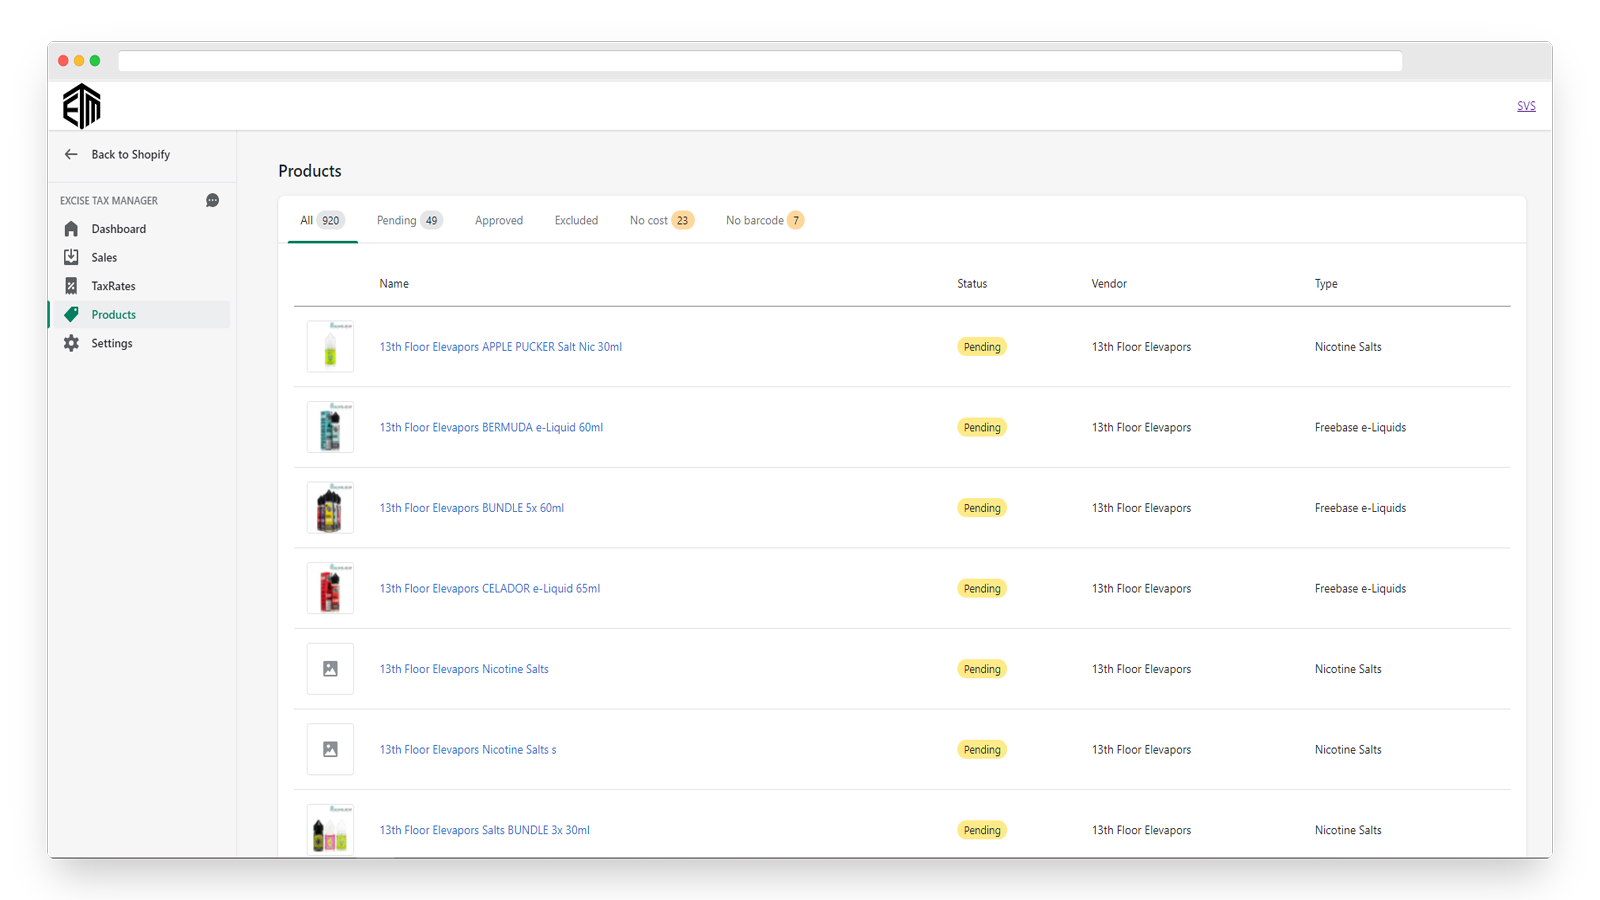 ETM
SVS
Back to Shopify
EXCISE TAX MANAGER
Dashboard
Sales
TaxRates
Products
Settings
Products
All 920 Pending 49 Approved Excluded No cost 23 No barcode 7
Name Status Vendor Type
13th Floor Elevapors APPLE PUCKER Salt Nic 30ml Pending 13th Floor Elevapors Nicotine Salts
13th Floor Elevapors BERMUDA e-Liquid 60ml Pending 13th Floor Elevapors Freebase e-Liquids
13th Floor Elevapors BUNDLE 5x 60ml Pending 13th Floor Elevapors Freebase e-Liquids
13th Floor Elevapors CELADOR e-Liquid 65ml Pending 13th Floor Elevapors Freebase e-Liquids
13th Floor Elevapors Nicotine Salts Pending 13th Floor Elevapors Nicotine Salts
13th Floor Elevapors Nicotine Salts s Pending 13th Floor Elevapors Nicotine Salts
13th Floor Elevapors Salts BUNDLE 3x 30ml Pending 13th Floor Elevapors Nicotine Salts